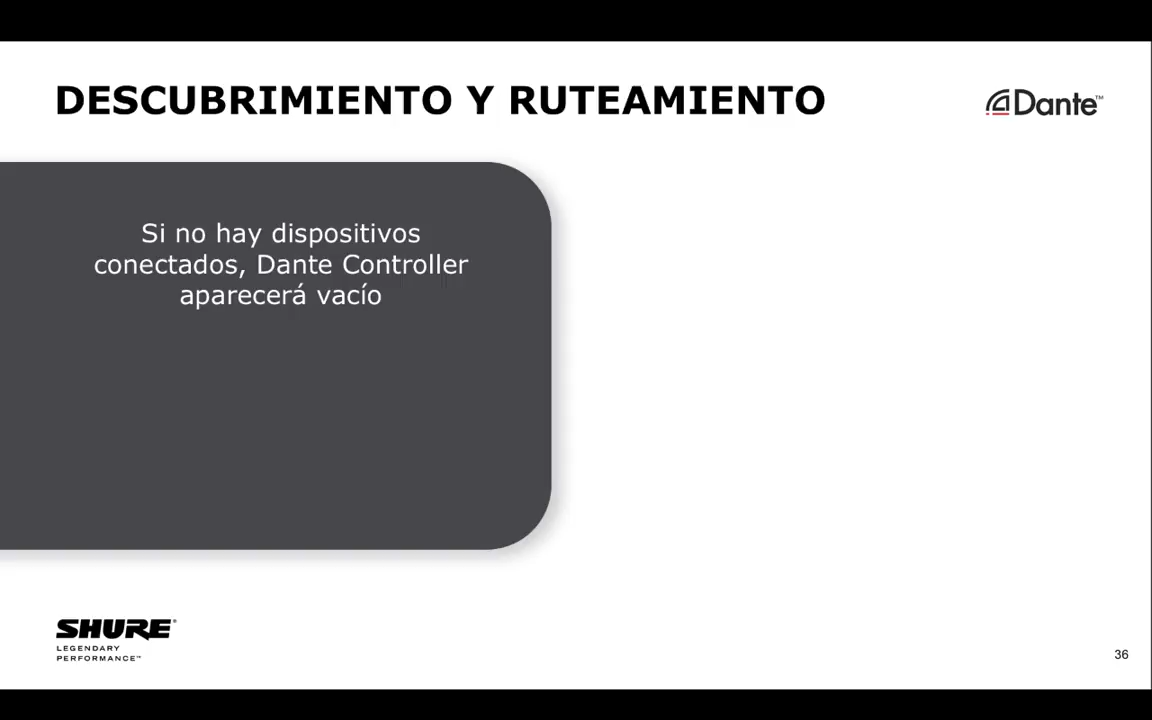 DESCUBRIMIENTO Y RUTEAMIENTO
Dante™
Si no hay dispositivos
conectados, Dante Controller
aparecerá vacío
SHURE®
LEGENDARY
PERFORMANCE™
36